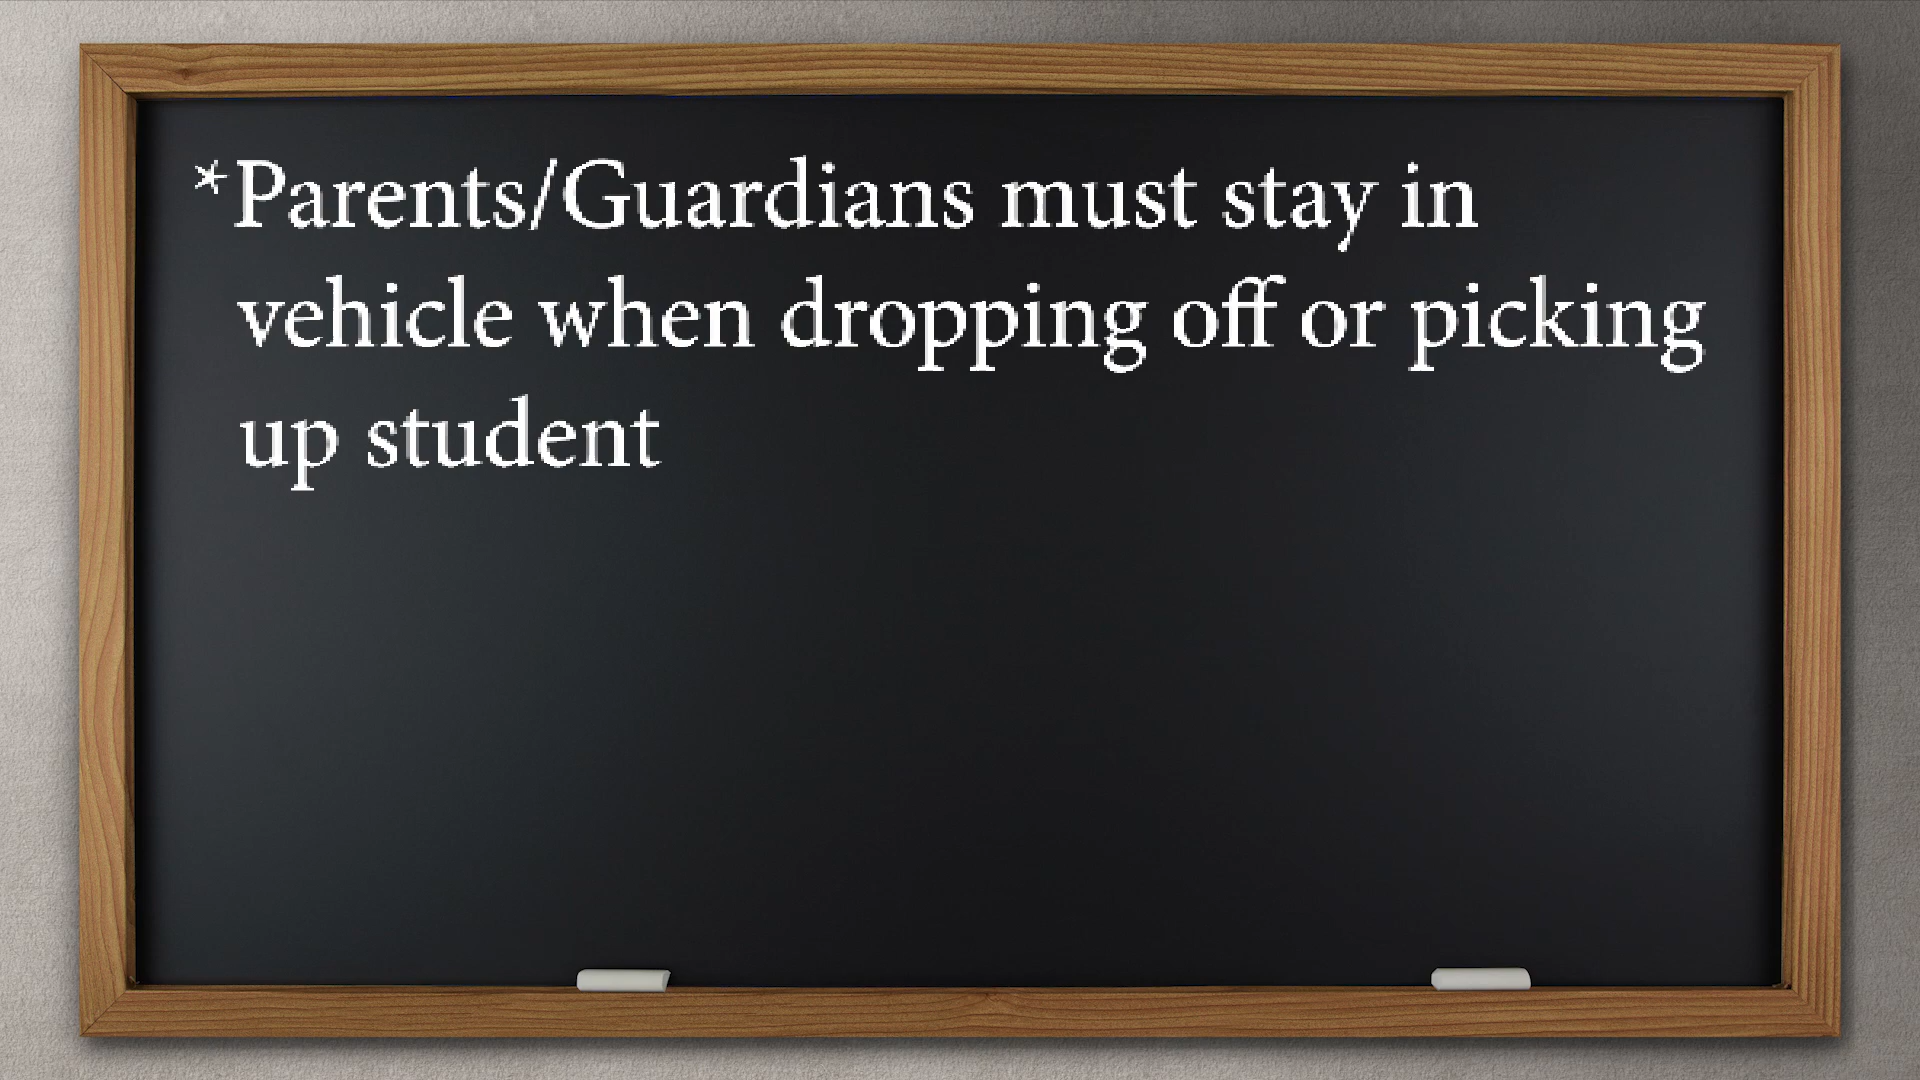 *Parents/Guardians must stay in
vehicle when dropping off or picking
up student